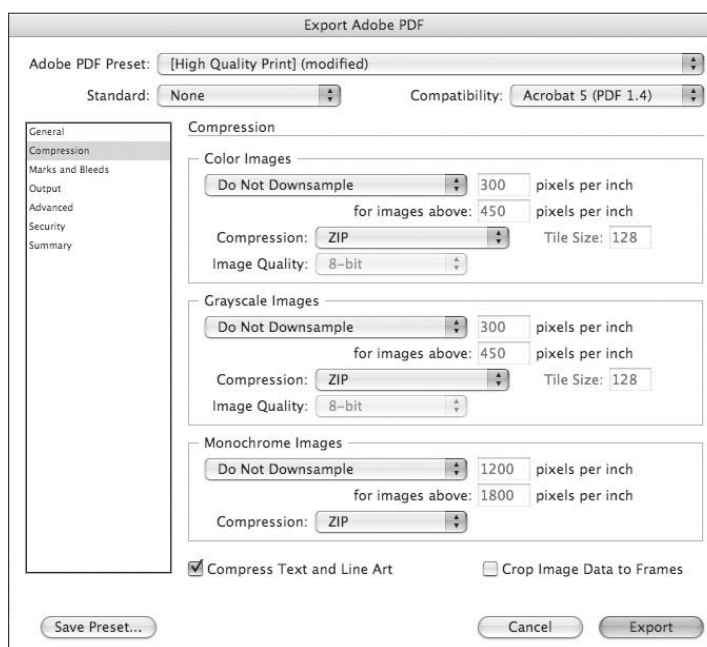 Export Adobe PDF
Adobe PDF Preset: [High Quality Print] (modified)
Standard: None Compatibility: Acrobat 5 (PDF 1.4)
General
Compression
Marks and Bleeds
Output
Advanced
Security
Summary
Compression
Color Images
Do Not Downsample 300 pixels per inch
for images above: 450 pixels per inch
Compression: ZIP Tile Size: 128
Image Quality: 8-bit
Grayscale Images
Do Not Downsample 300 pixels per inch
for images above: 450 pixels per inch
Compression: ZIP Tile Size: 128
Image Quality: 8-bit
Monochrome Images
Do Not Downsample 1200 pixels per inch
for images above: 1800 pixels per inch
Compression: ZIP
Compress Text and Line Art Crop Image Data to Frames
Save Preset... Cancel Export